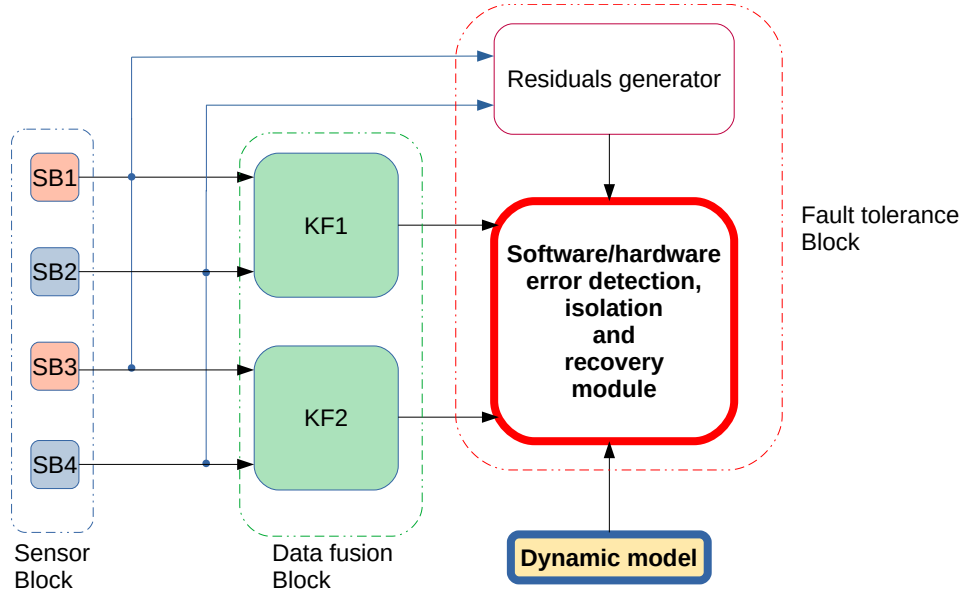 Residuals generator
SB1
SB2
SB3
SB4
KF1
KF2
Software/hardware
error detection,
isolation
and
recovery
module
Fault tolerance
Block
Sensor
Block
Data fusion
Block
Dynamic model